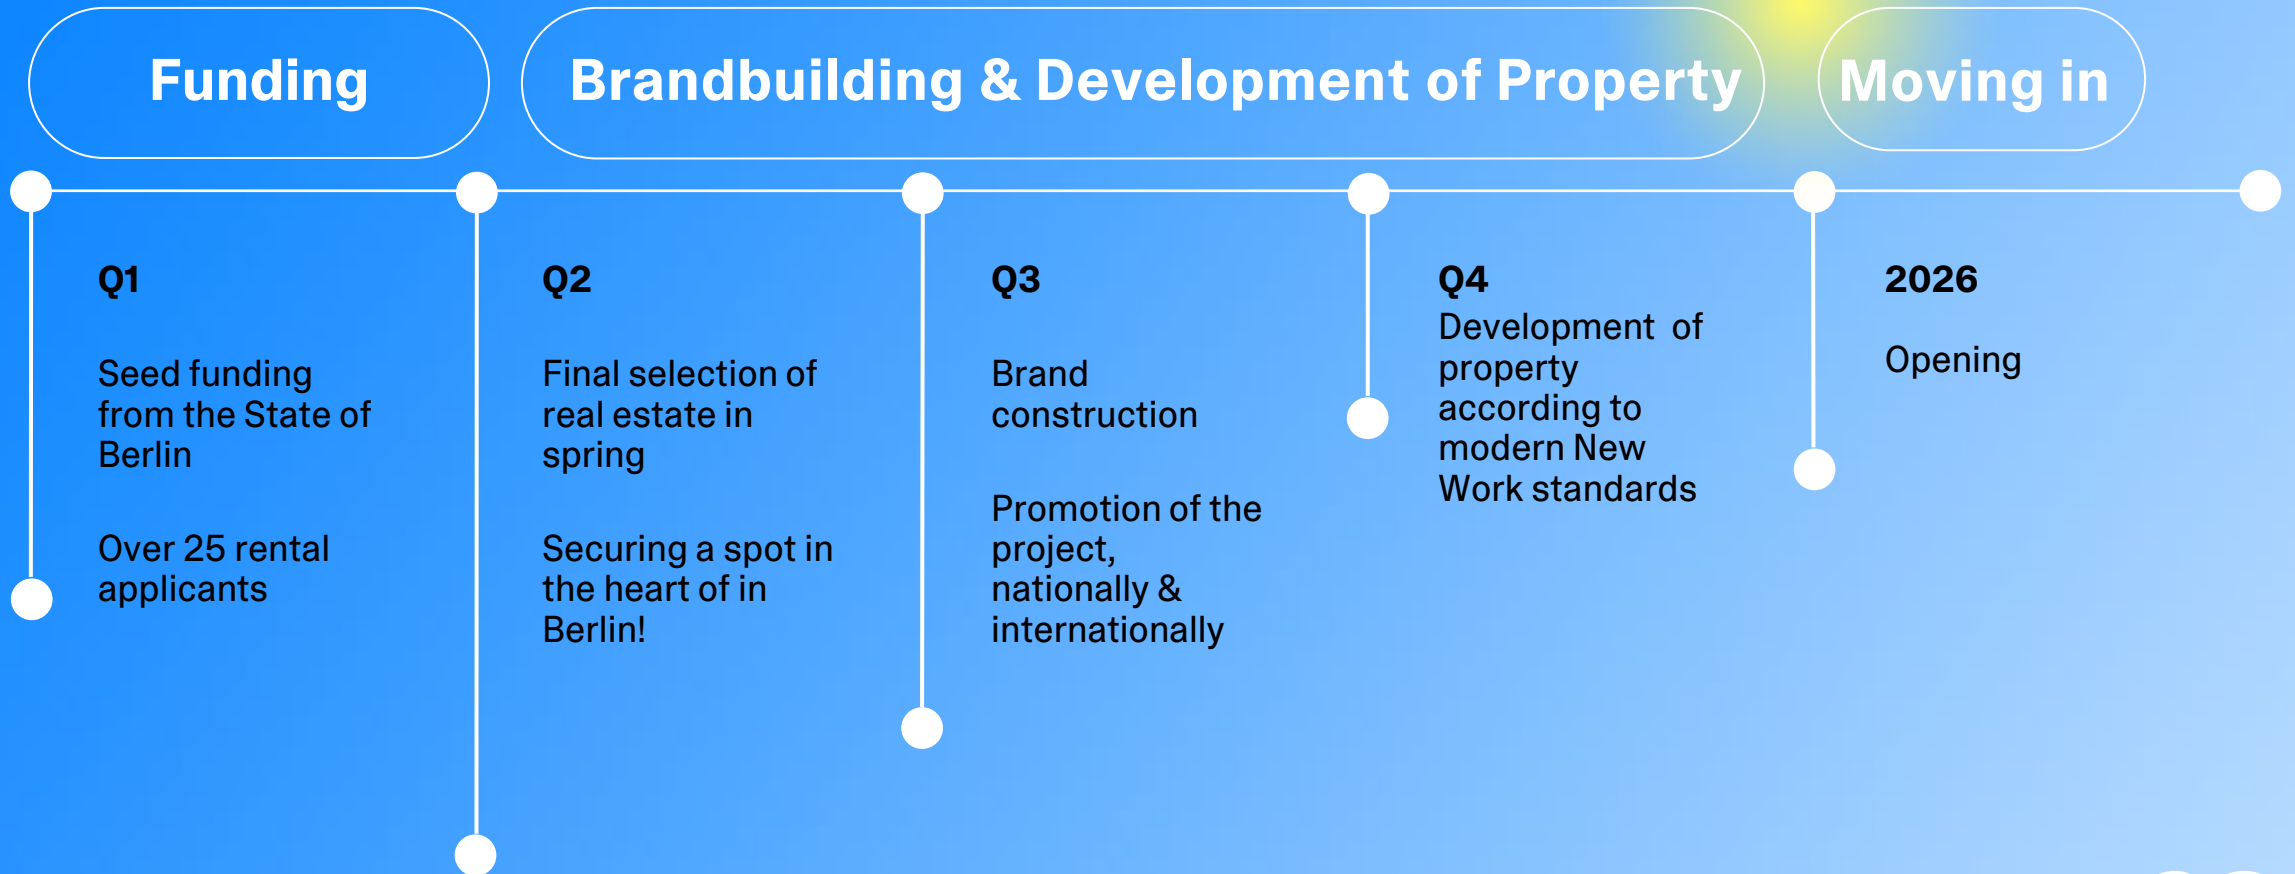 Funding
Brandbuilding & Development of Property
Moving in
Q1
Seed funding
from the State of
Berlin
Over 25 rental
applicants
Q2
Final selection of
real estate in
spring
Securing a spot in
the heart of in
Berlin!
Q3
Brand
construction
Promotion of the
project,
nationally &
internationally
Q4
Development  of
property
according to
modern New
Work standards
2026
Opening